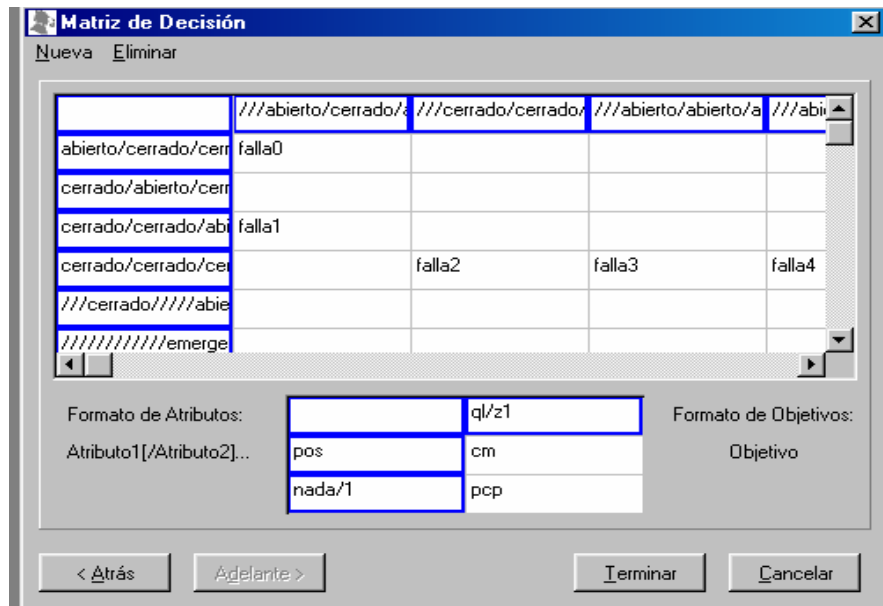 Matriz de Decisión
Nueva Eliminar
///abierto/cerrado/a ///cerrado/cerrado/ ///abierto/abierto/a ///abi
abierto/cerrado/cerr falla0
cerrado/abierto/cerr
cerrado/cerrado/abi falla1
cerrado/cerrado/cer falla2 falla3 falla4
///cerrado/////abie
////////////emerge
Formato de Atributos: ql/z1 Formato de Objetivos:
Atributo1[/Atributo2]... pos cm Objetivo
nada/1 pcp
< Atrás Adelante > Terminar Cancelar